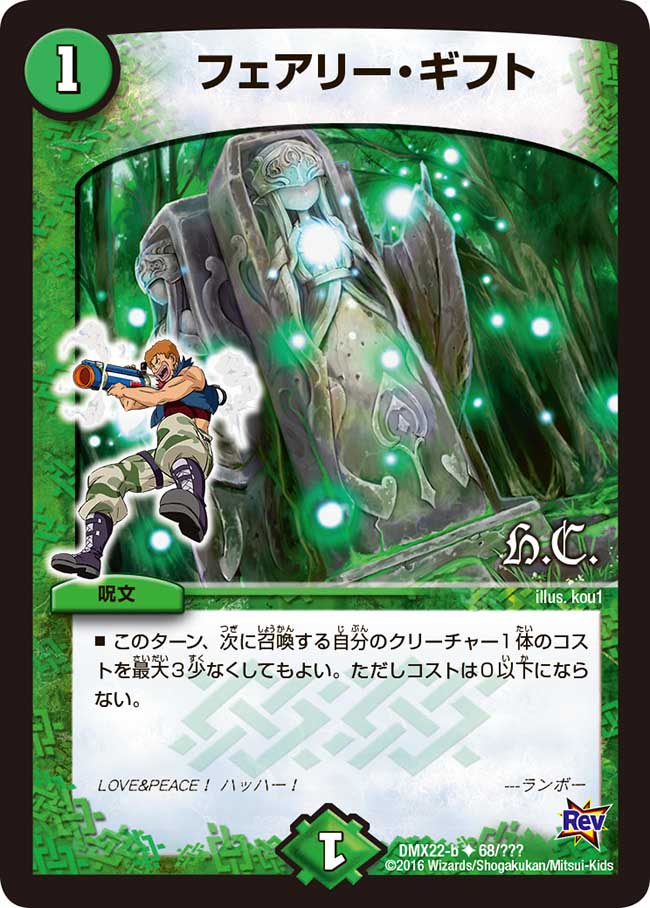 1
フェアリー・ギフト
H.C.
呪文
illus. kou1
■ このターン、次に召喚する自分のクリーチャー1体のコス
トを最大3少なくしてもよい。ただしコストは0以下になら
ない。
LOVE&PEACE！ ハッハー！ ---ランボー
Rev
1
DMX22-b ♦ 68/???
©2016 Wizards/Shogakukan/Mitsui-Kids